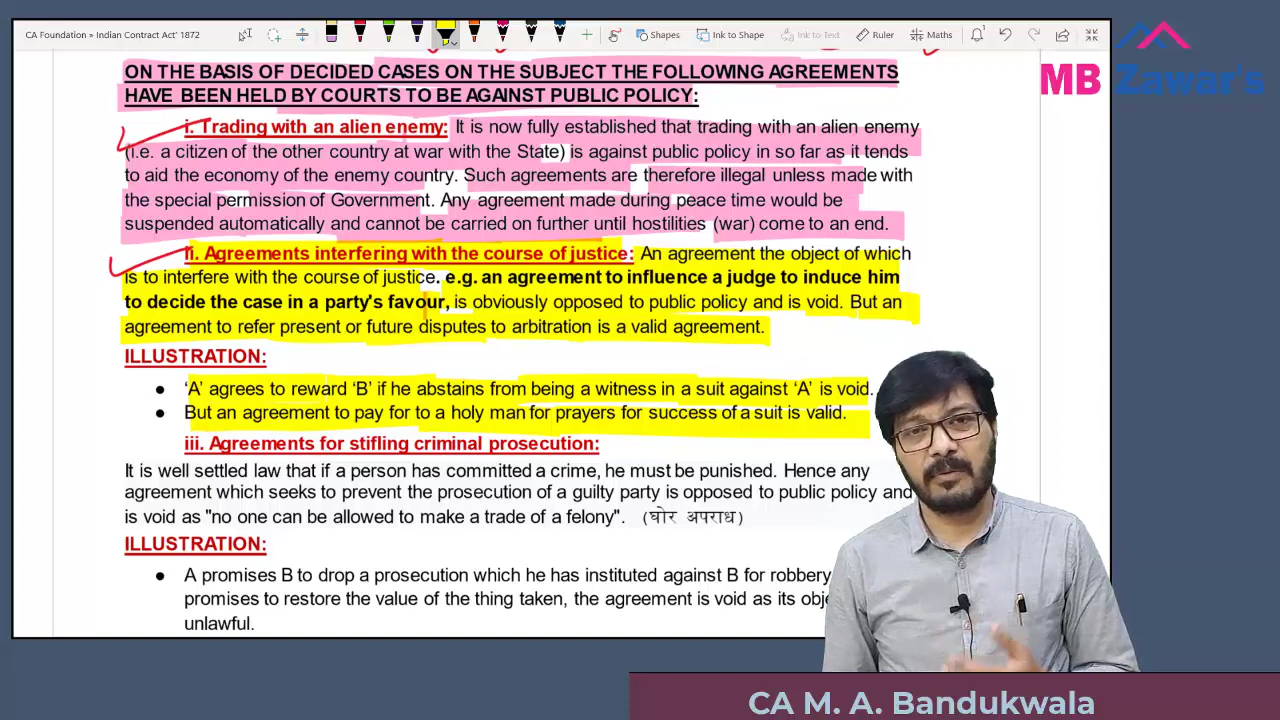 CA Foundation » Indian Contract Act' 1872
Shapes
Ink to Shape
Ink to Text
Ruler
Maths
MB Zawar's
ON THE BASIS OF DECIDED CASES ON THE SUBJECT THE FOLLOWING AGREEMENTS
HAVE BEEN HELD BY COURTS TO BE AGAINST PUBLIC POLICY:
i. Trading with an alien enemy: It is now fully established that trading with an alien enemy
(i.e. a citizen of the other country at war with the State) is against public policy in so far as it tends
to aid the economy of the enemy country. Such agreements are therefore illegal unless made with
the special permission of Government. Any agreement made during peace time would be
suspended automatically and cannot be carried on further until hostilities (war) come to an end.
ii. Agreements interfering with the course of justice: An agreement the object of which
is to interfere with the course of justice. e.g. an agreement to influence a judge to induce him
to decide the case in a party's favour, is obviously opposed to public policy and is void. But an
agreement to refer present or future disputes to arbitration is a valid agreement.
ILLUSTRATION:
● ‘A’ agrees to reward ‘B’ if he abstains from being a witness in a suit against ‘A’ is void.
● But an agreement to pay for to a holy man for prayers for success of a suit is valid.
iii. Agreements for stifling criminal prosecution:
It is well settled law that if a person has committed a crime, he must be punished. Hence any
agreement which seeks to prevent the prosecution of a guilty party is opposed to public policy and
is void as "no one can be allowed to make a trade of a felony". (घोर अपराध)
ILLUSTRATION:
● A promises B to drop a prosecution which he has instituted against B for robbery
promises to restore the value of the thing taken, the agreement is void as its
unlawful.
CA M. A. Bandukwala